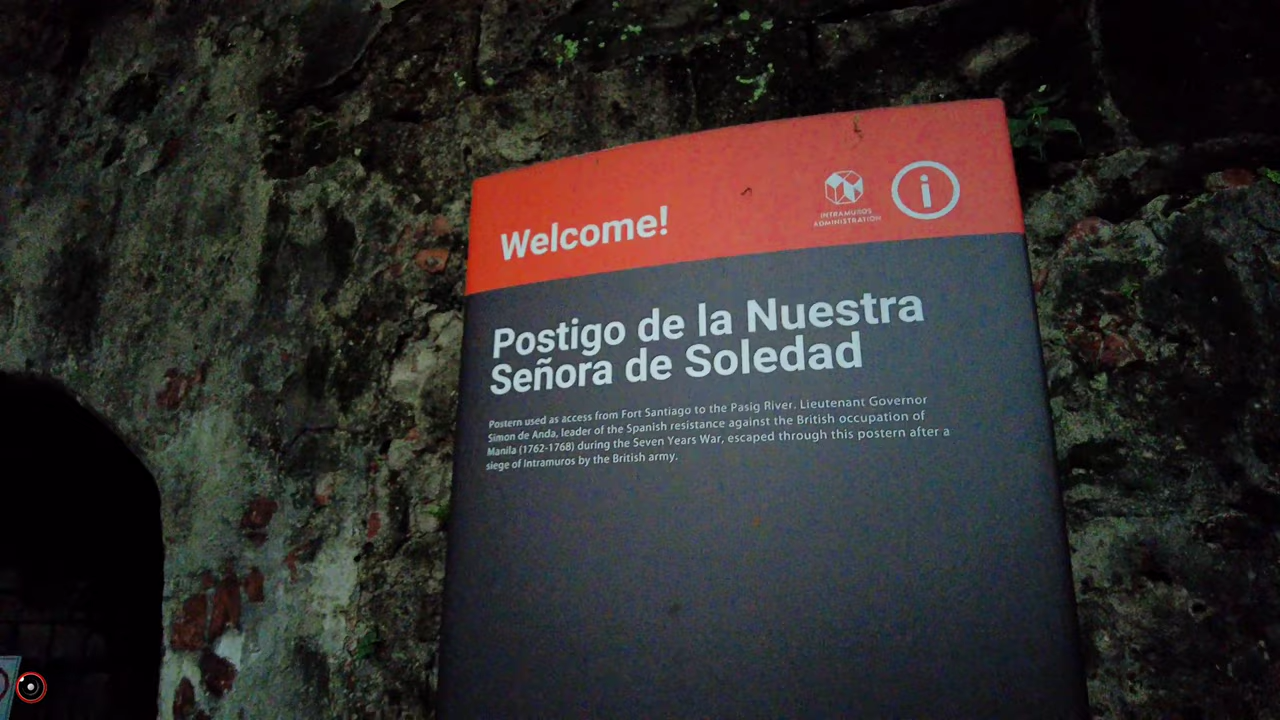 Welcome!
INTRAMUROS
ADMINISTRATION
i
Postigo de la Nuestra
Señora de Soledad
Postern used as access from Fort Santiago to the Pasig River. Lieutenant Governor
Simon de Anda, leader of the Spanish resistance against the British occupation of
Manila (1762-1768) during the Seven Years War, escaped through this postern after a
siege of Intramuros by the British army.